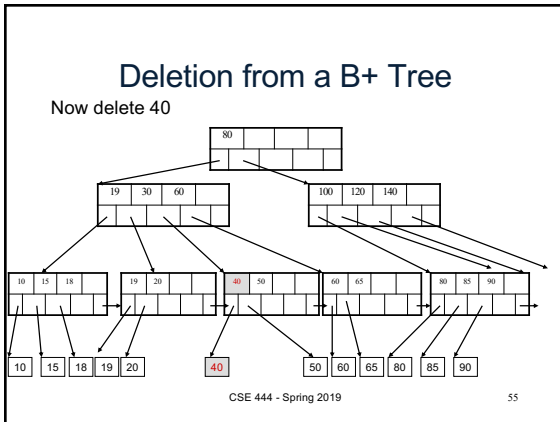 Deletion from a B+ Tree
Now delete 40
80
19 30 60
100 120 140
10 15 18
19 20
40 50
60 65
80 85 90
10 15 18 19 20 40 50 60 65 80 85 90
CSE 444 - Spring 2019 55